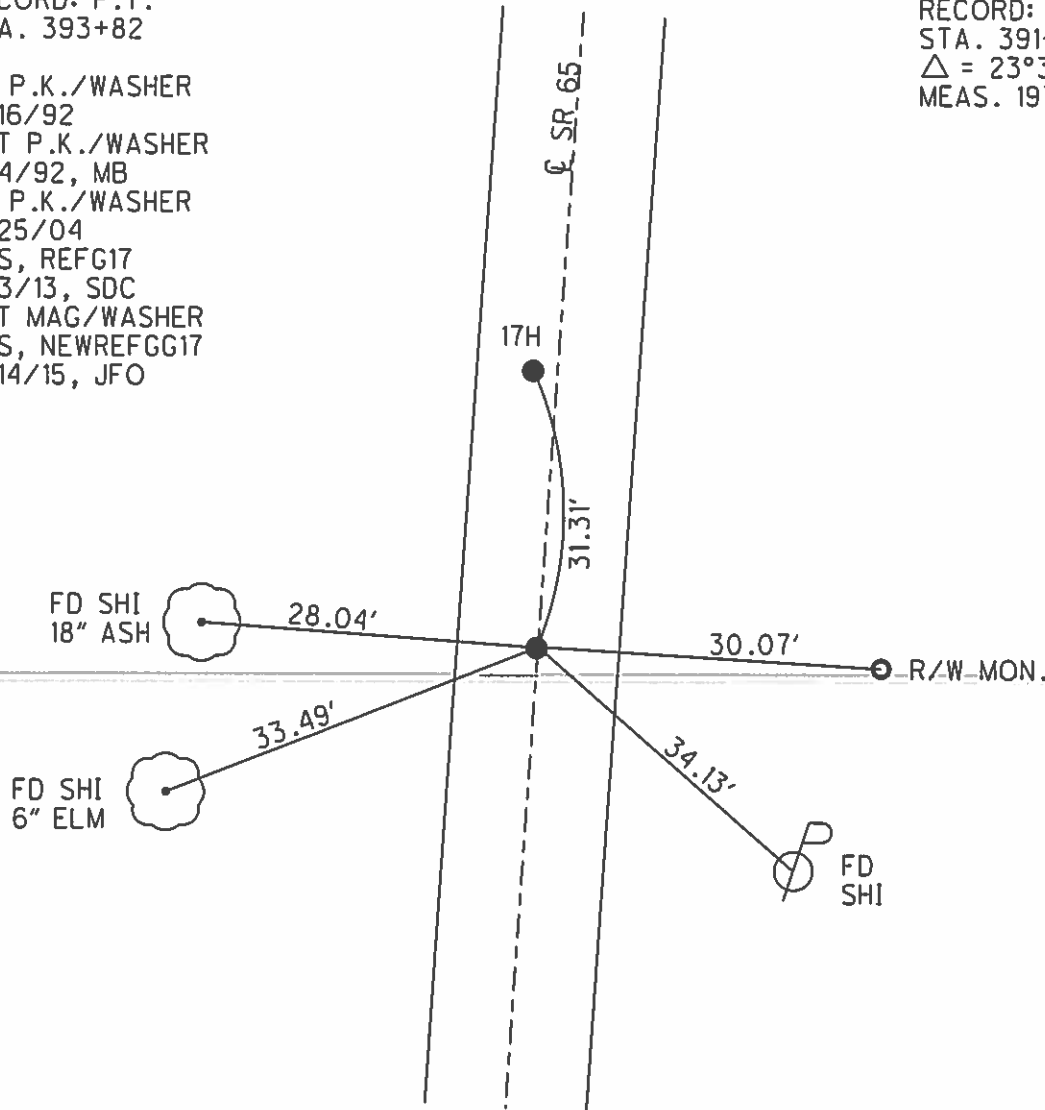 A. 393+82
P.K./WASHER
16/92
T P.K./WASHER
4/92, MB
P.K./WASHER
25/04
S, REFG17
3/13, SDC
T MAG/WASHER
S, NEWREFGG17
14/15, JFO
RECORD:
STA. 391
△ = 23°3
MEAS. 19
℄ SR 65
17H
31.31'
FD SHI
18" ASH
28.04'
30.07'
R/W MON.
33.49'
34.13'
FD SHI
6" ELM
FD
SHI